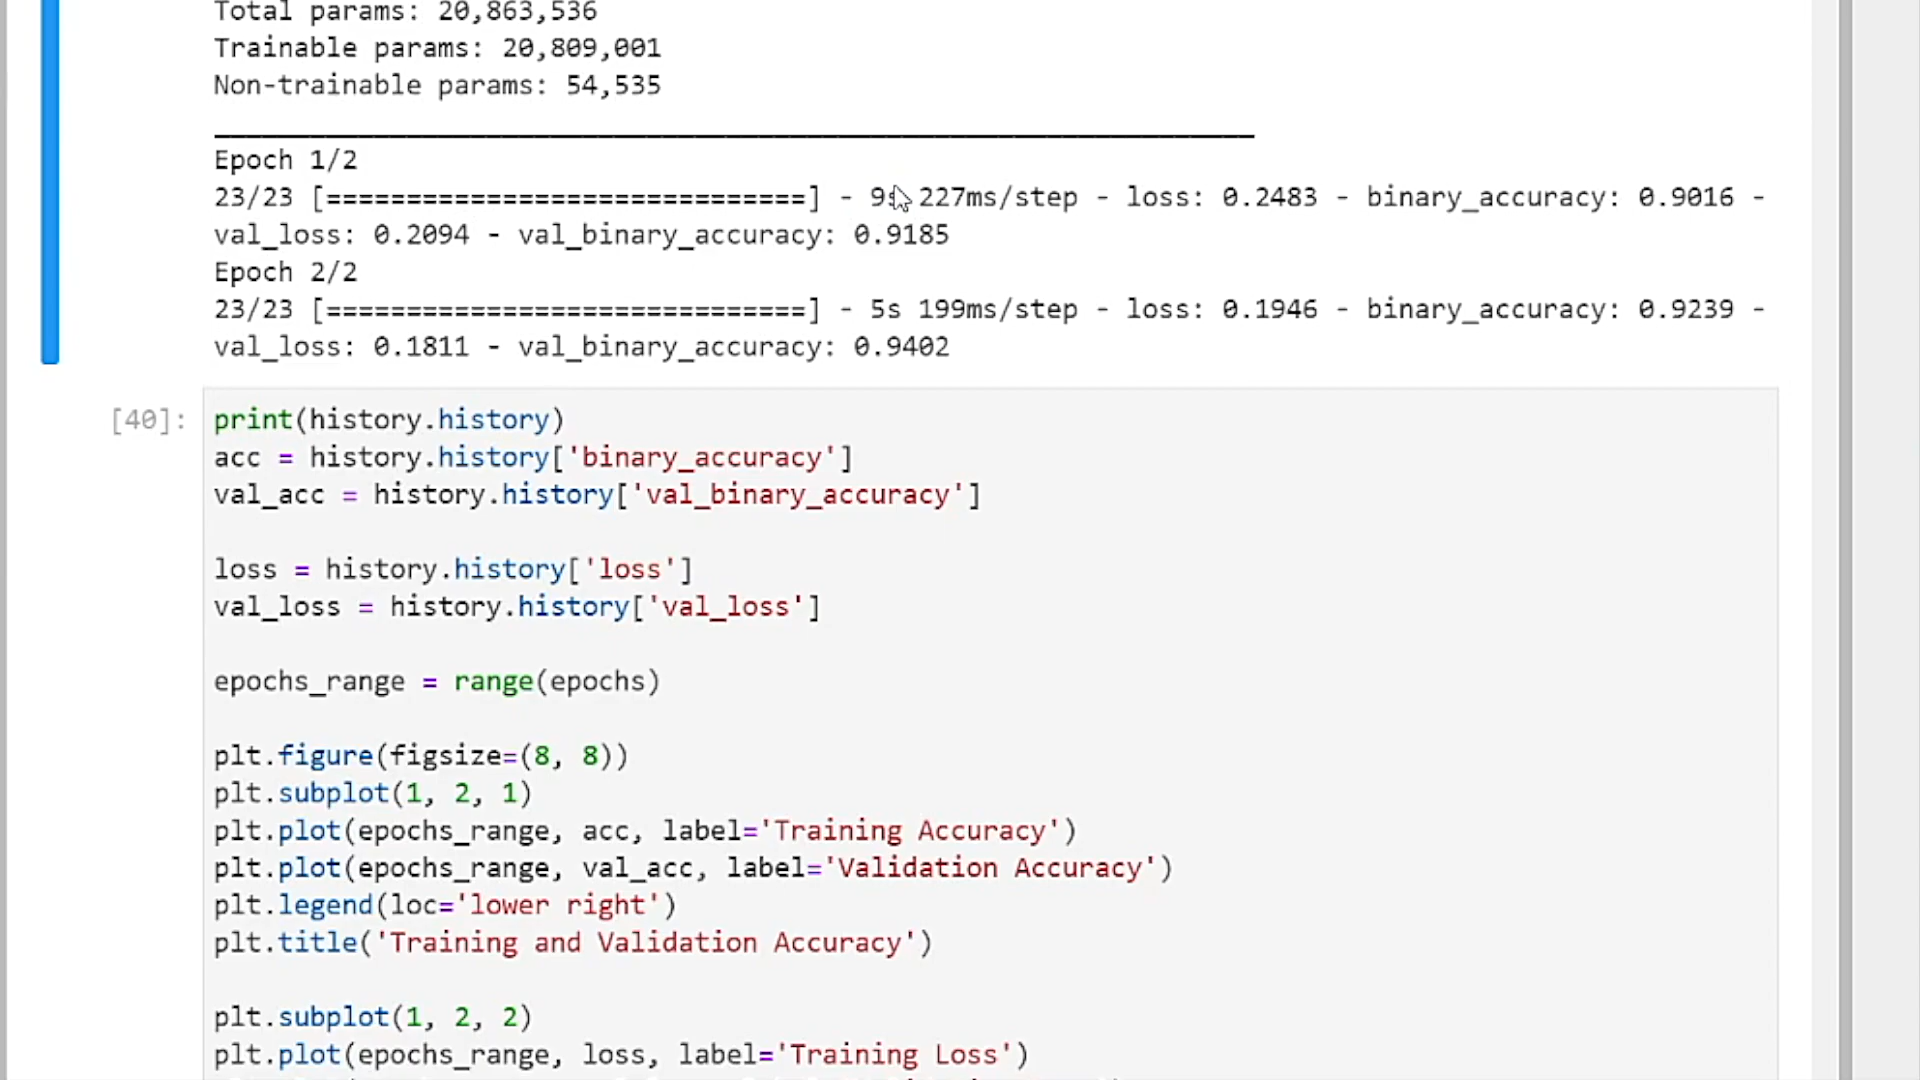 Total params: 20,863,536
Trainable params: 20,809,001
Non-trainable params: 54,535
Epoch 1/2
23/23 [==============================] - 9s 227ms/step - loss: 0.2483 - binary_accuracy: 0.9016 -
val_loss: 0.2094 - val_binary_accuracy: 0.9185
Epoch 2/2
23/23 [==============================] - 5s 199ms/step - loss: 0.1946 - binary_accuracy: 0.9239 -
val_loss: 0.1811 - val_binary_accuracy: 0.9402
[40]: print(history.history)
acc = history.history['binary_accuracy']
val_acc = history.history['val_binary_accuracy']
loss = history.history['loss']
val_loss = history.history['val_loss']
epochs_range = range(epochs)
plt.figure(figsize=(8, 8))
plt.subplot(1, 2, 1)
plt.plot(epochs_range, acc, label='Training Accuracy')
plt.plot(epochs_range, val_acc, label='Validation Accuracy')
plt.legend(loc='lower right')
plt.title('Training and Validation Accuracy')
plt.subplot(1, 2, 2)
plt.plot(epochs_range, loss, label='Training Loss')